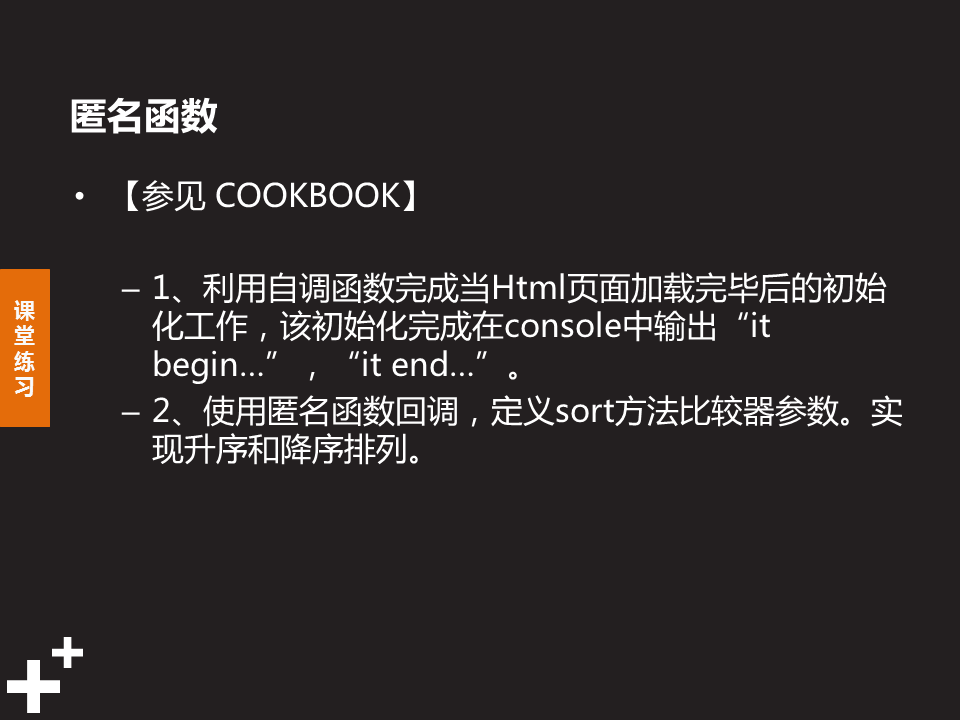 匿名函数
• 【参见 COOKBOOK】
– 1、利用自调函数完成当Html页面加载完毕后的初始
化工作，该初始化完成在console中输出“it
begin…”，“it end…”。
– 2、使用匿名函数回调，定义sort方法比较器参数。实
现升序和降序排列。
课
堂
练
习